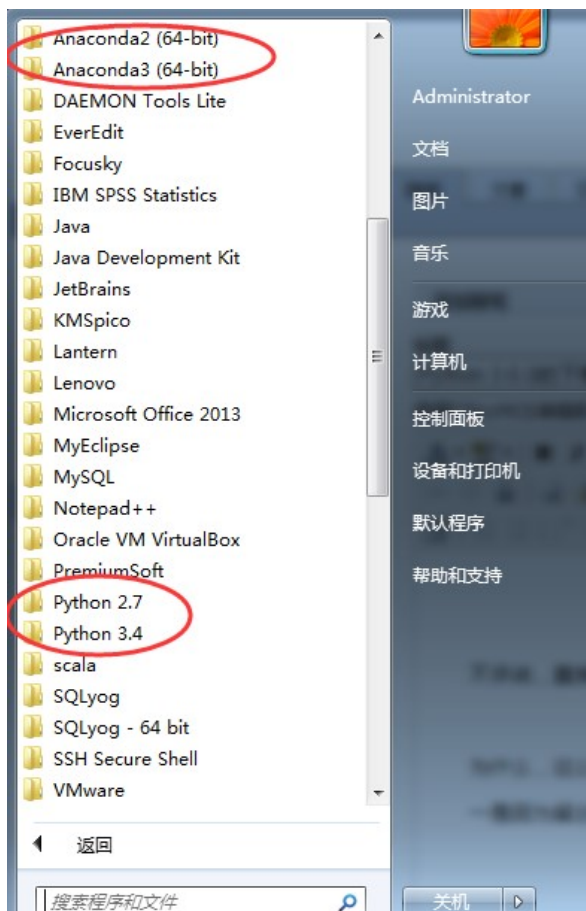 Anaconda2 (64-bit)
Anaconda3 (64-bit)
DAEMON Tools Lite
EverEdit
Focusky
IBM SPSS Statistics
Java
Java Development Kit
JetBrains
KMSpico
Lantern
Lenovo
Microsoft Office 2013
MyEclipse
MySQL
Notepad++
Oracle VM VirtualBox
PremiumSoft
Python 2.7
Python 3.4
scala
SQLyog
SQLyog - 64 bit
SSH Secure Shell
VMware
返回
搜索程序和文件
Administrator
文档
图片
音乐
游戏
计算机
控制面板
设备和打印机
默认程序
帮助和支持
关机